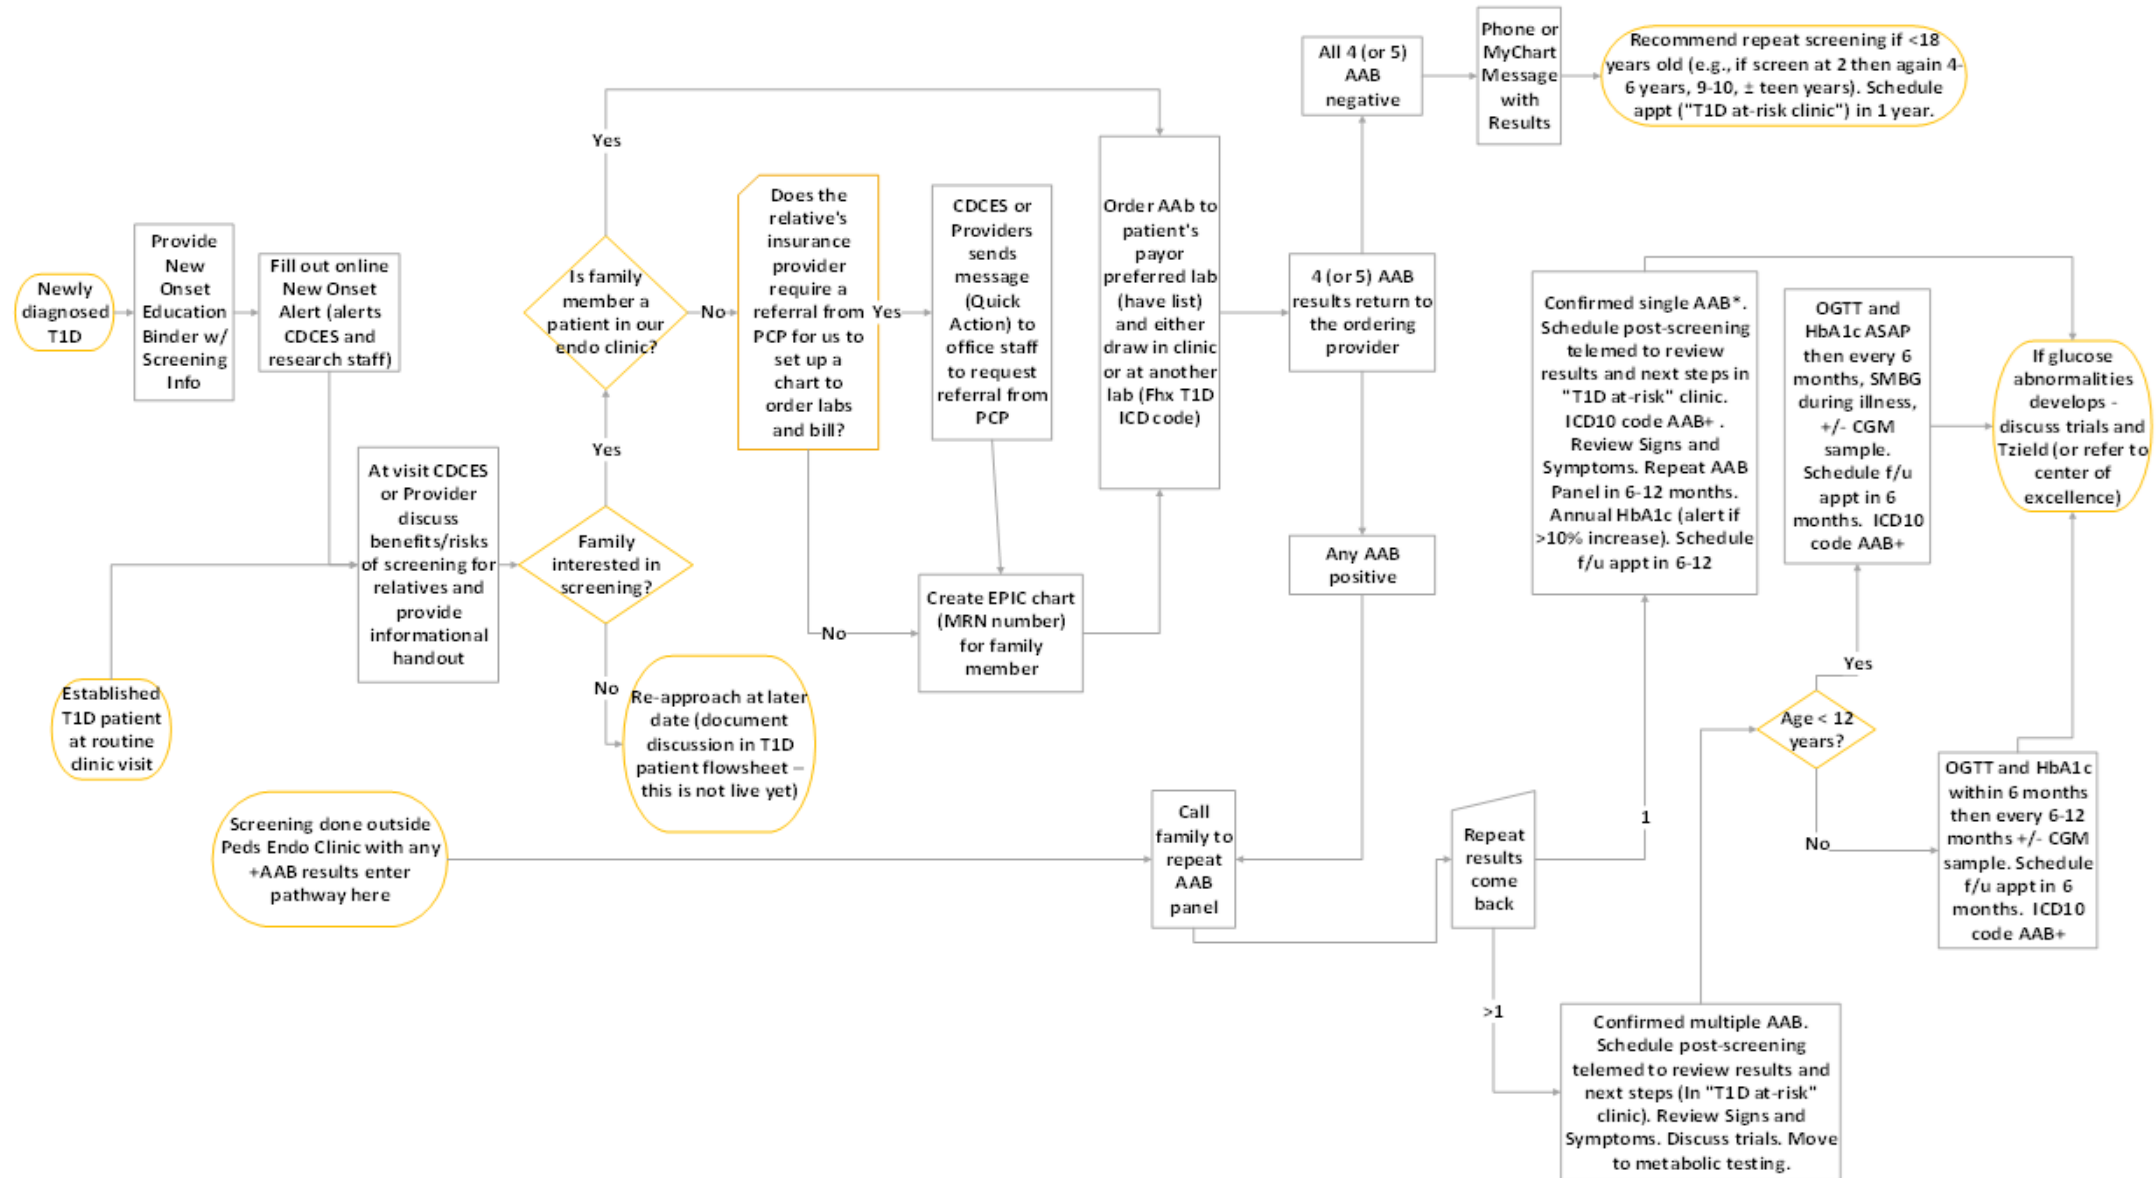 Newly
diagnosed
T1D
Provide
New
Onset
Education
Binder w/
Screening
Info
Fill out online
New Onset
Alert (alerts
CDCES and
research staff)
Established
T1D patient
at routine
clinic visit
At visit CDCES
or Provider
discuss
benefits/risks
of screening for
relatives and
provide
informational
handout
Family
interested in
screening?
Yes
No
Re-approach at later
date (document
discussion in T1D
patient flowsheet –
this is not live yet)
Is family
member a
patient in our
endo clinic?
Yes
No
Does the
relative's
insurance
provider
require a
referral from
PCP for us to
set up a
chart to
order labs
and bill?
Yes
No
CDCES or
Providers
sends
message
(Quick
Action) to
office staff
to request
referral from
PCP
Create EPIC chart
(MRN number)
for family
member
Order AAb to
patient's
payor
preferred lab
(have list)
and either
draw in clinic
or at another
lab (Fhx T1D
ICD code)
4 (or 5) AAB
results return to
the ordering
provider
All 4 (or 5)
AAB
negative
Phone or
MyChart
Message
with
Results
Recommend repeat screening if <18
years old (e.g., if screen at 2 then again 4-
6 years, 9-10, ± teen years). Schedule
appt ("T1D at-risk clinic") in 1 year.
Any AAB
positive
Screening done outside
Peds Endo Clinic with any
+AAB results enter
pathway here
Call
family to
repeat
AAB
panel
Repeat
results
come
back
1
>1
Confirmed single AAB*.
Schedule post-screening
telemed to review
results and next steps in
"T1D at-risk" clinic.
ICD10 code AAB+ .
Review Signs and
Symptoms. Repeat AAB
Panel in 6-12 months.
Annual HbA1c (alert if
>10% increase). Schedule
f/u appt in 6-12
Confirmed multiple AAB.
Schedule post-screening
telemed to review results and
next steps (In "T1D at-risk"
clinic). Review Signs and
Symptoms. Discuss trials. Move
to metabolic testing.
Age < 12
years?
Yes
No
OGTT and
HbA1c ASAP
then every 6
months, SMBG
during illness,
+/- CGM
sample.
Schedule f/u
appt in 6
months. ICD10
code AAB+
OGTT and HbA1c
within 6 months
then every 6-12
months +/- CGM
sample. Schedule
f/u appt in 6
months. ICD10
code AAB+
If glucose
abnormalities
develops -
discuss trials and
Tzield (or refer to
center of
excellence)